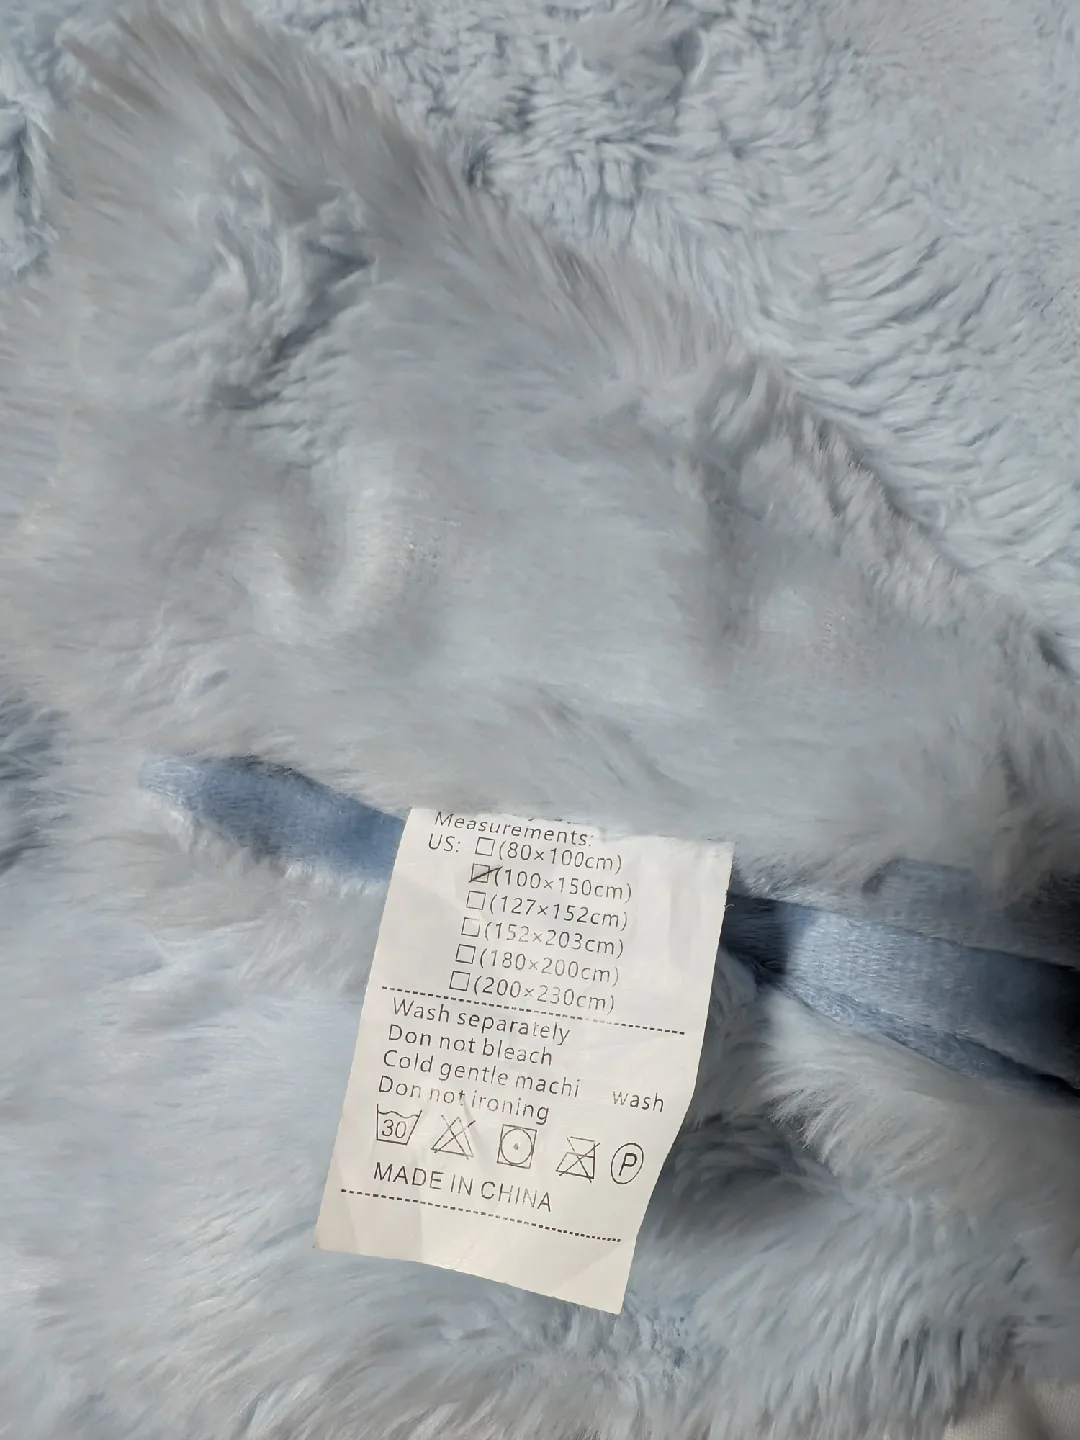 Measurements:
US: ☐(80×100cm)
☑(100×150cm)
☐(127×152cm)
☐(152×203cm)
☐(180×200cm)
☐(200×230cm)
Wash separately
Don not bleach
Cold gentle machi wash
Don not ironing
30 P
MADE IN CHINA